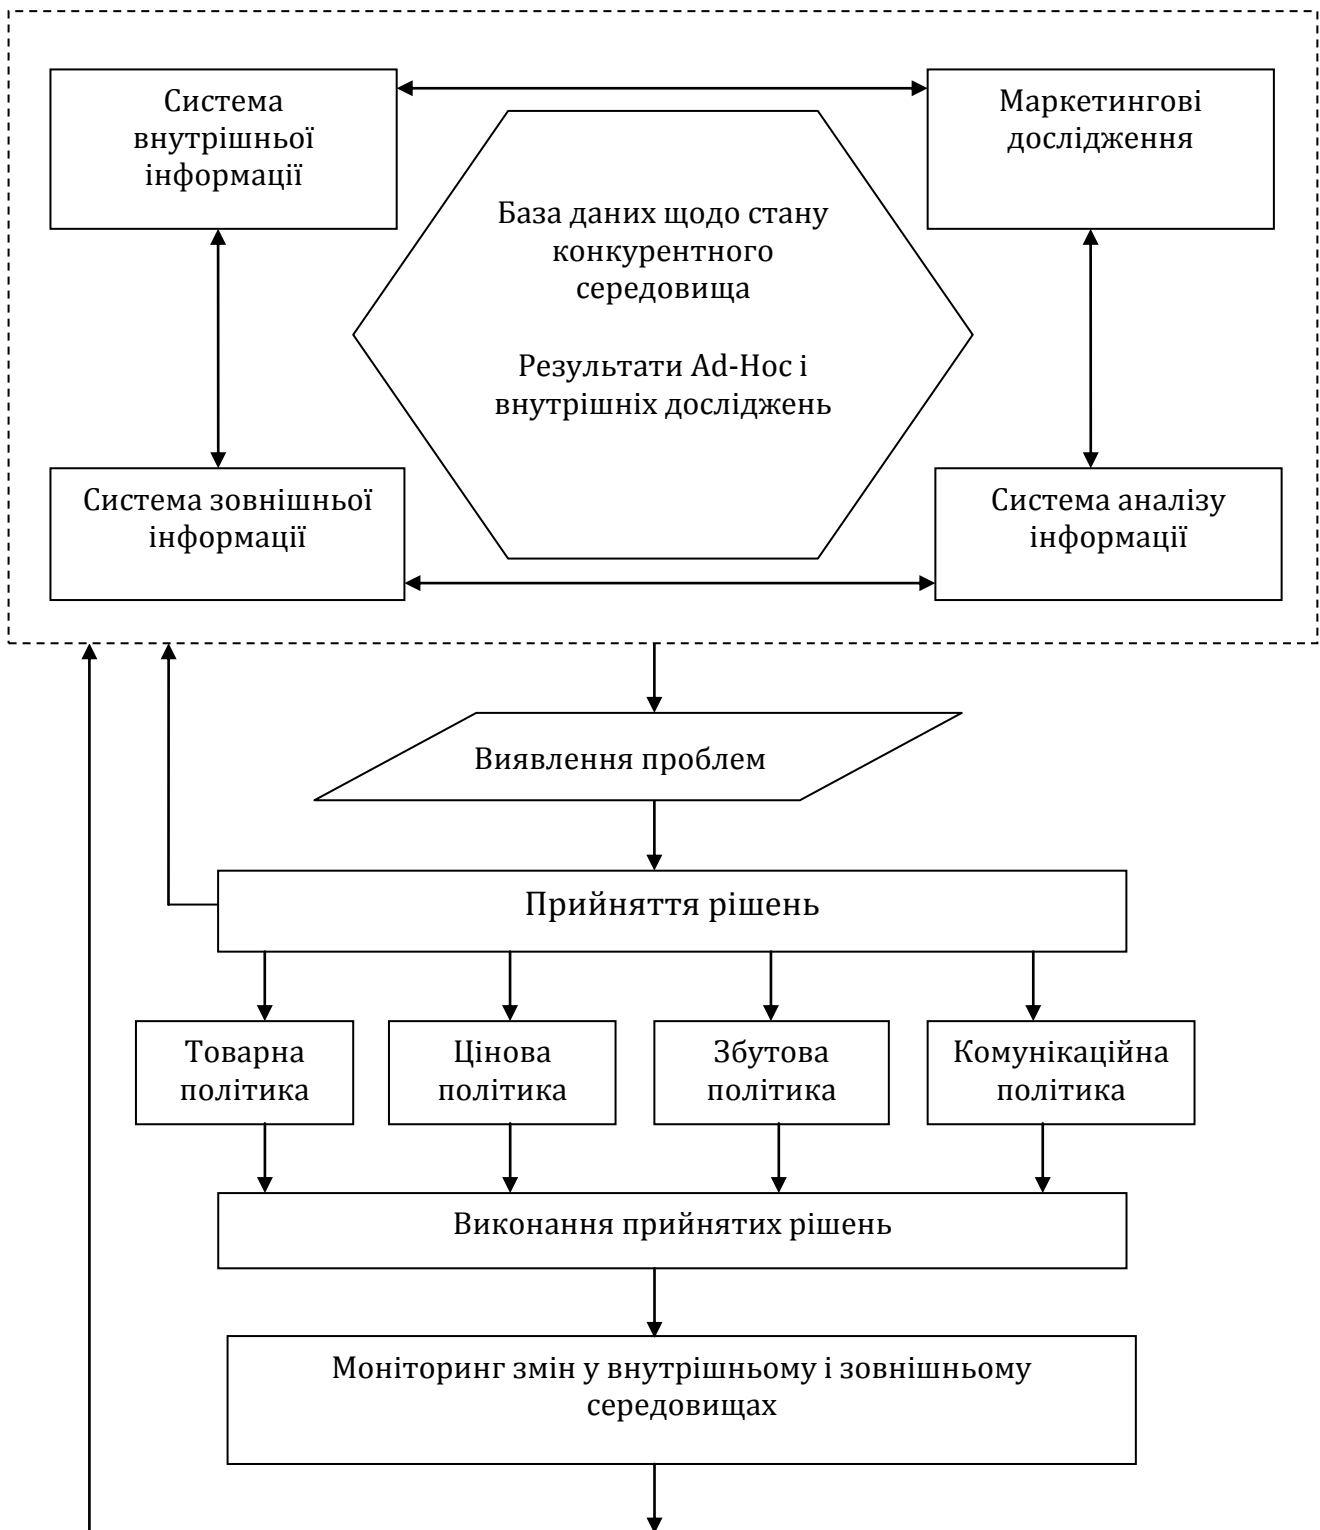 Система
внутрішньої
інформації
Маркетингові
дослідження
База даних щодо стану
конкурентного
середовища
Результати Ad-Hoc і
внутрішніх досліджень
Система зовнішньої
інформації
Система аналізу
інформації
Виявлення проблем
Прийняття рішень
Товарна
політика
Цінова
політика
Збутова
політика
Комунікаційна
політика
Виконання прийнятих рішень
Моніторинг змін у внутрішньому і зовнішньому
середовищах